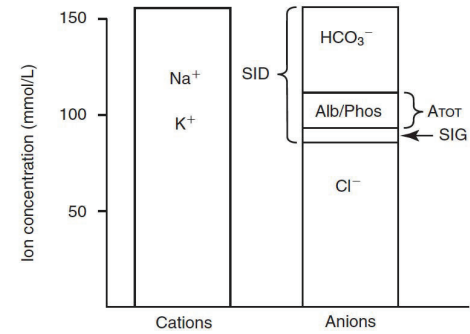 Ion concentration (mmol/L)
150
100
50
Na⁺
K⁺
SID
HCO₃⁻
Alb/Phos
ATOT
SIG
Cl⁻
Cations
Anions